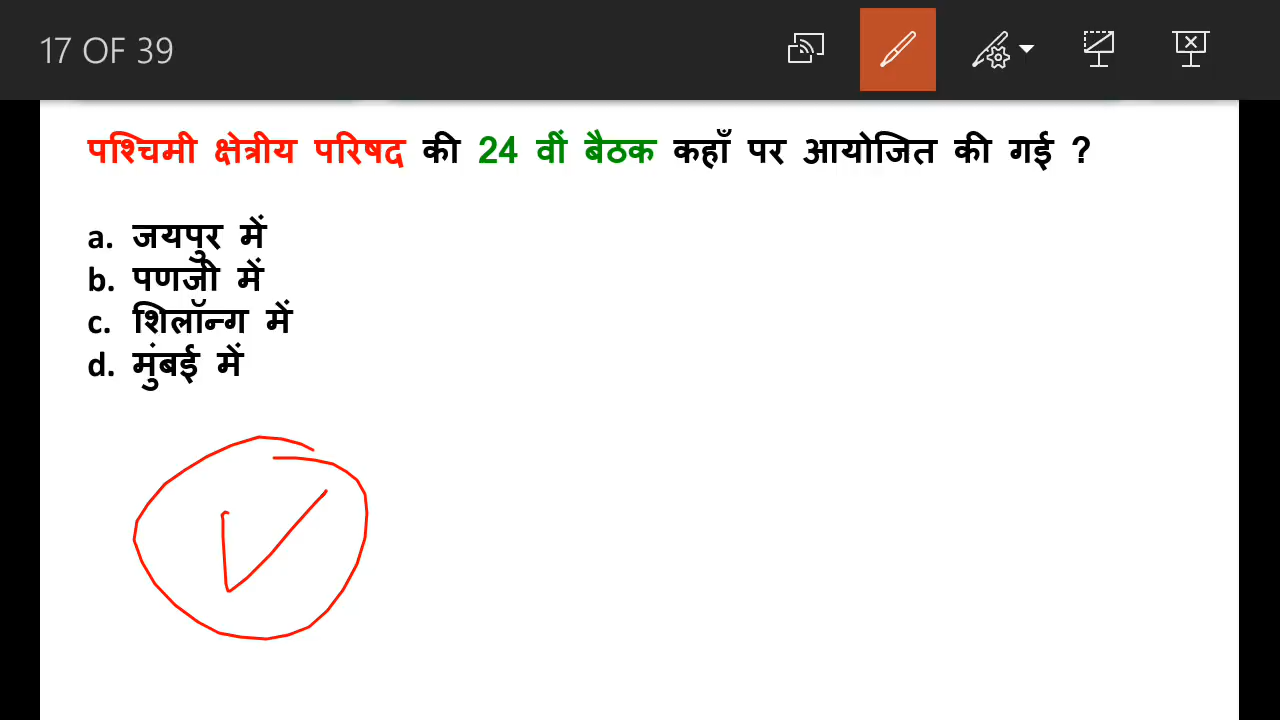 17 OF 39
पश्चिमी क्षेत्रीय परिषद की 24 वीं बैठक कहाँ पर आयोजित की गई ?
a. जयपुर में
b. पणजी में
c. शिलॉन्ग में
d. मुंबई में